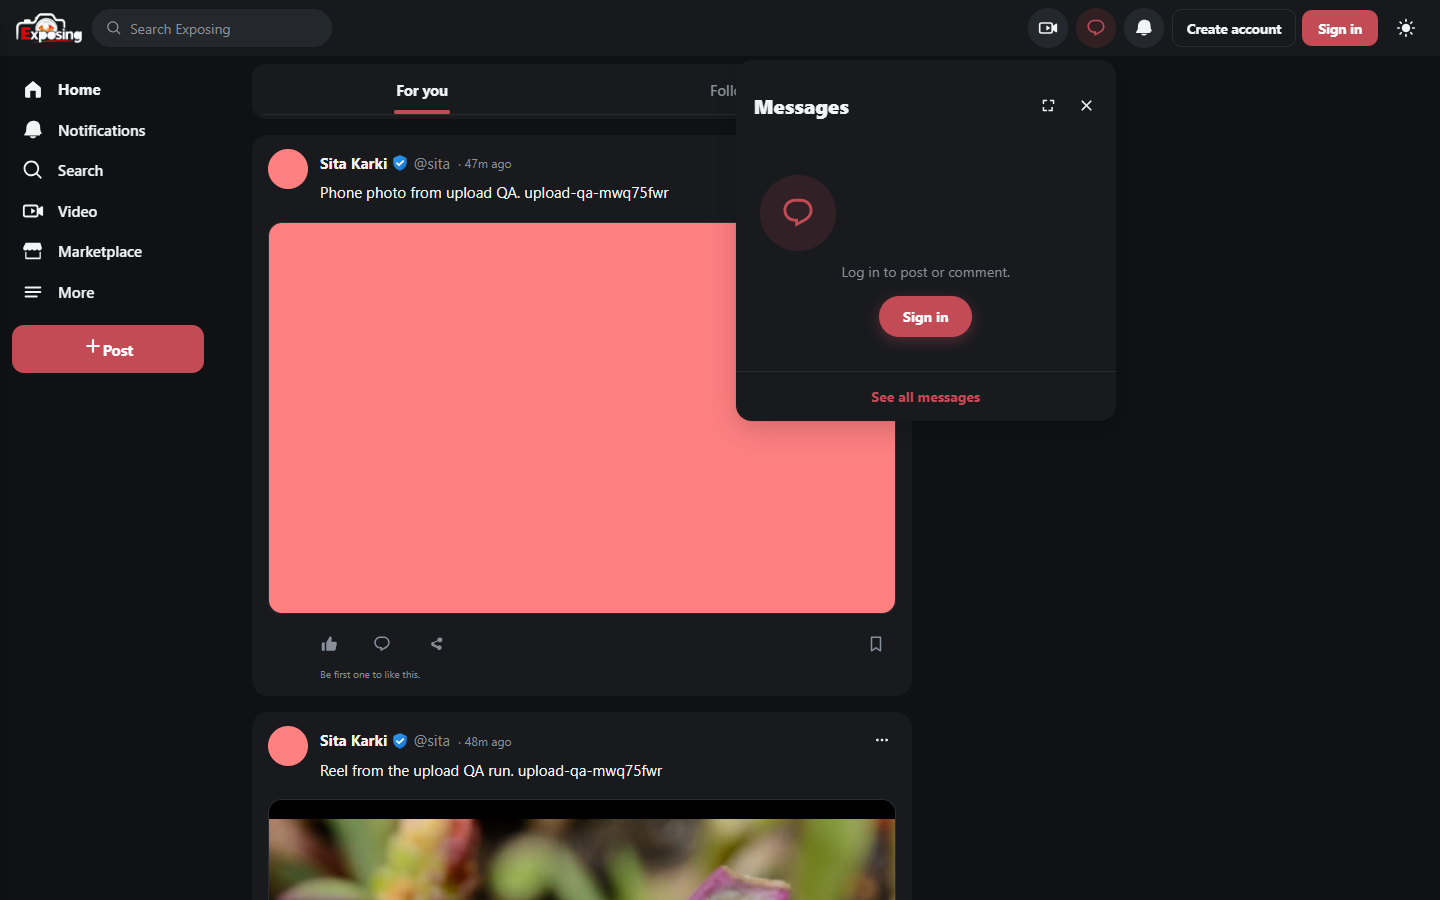 Exposing
Search Exposing
Create account
Sign in
Home
Notifications
Search
Video
Marketplace
More
Post
For you
Foll
Sita Karki @sita · 47m ago
Phone photo from upload QA. upload-qa-mwq75fwr
Messages
Log in to post or comment.
Sign in
See all messages
Be first one to like this.
Sita Karki @sita · 48m ago
Reel from the upload QA run. upload-qa-mwq75fwr